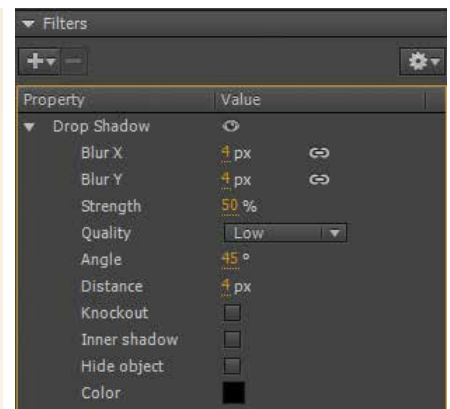 Filters
Property Value
Drop Shadow
Blur X 4 px
Blur Y 4 px
Strength 50 %
Quality Low
Angle 45 °
Distance 4 px
Knockout
Inner shadow
Hide object
Color